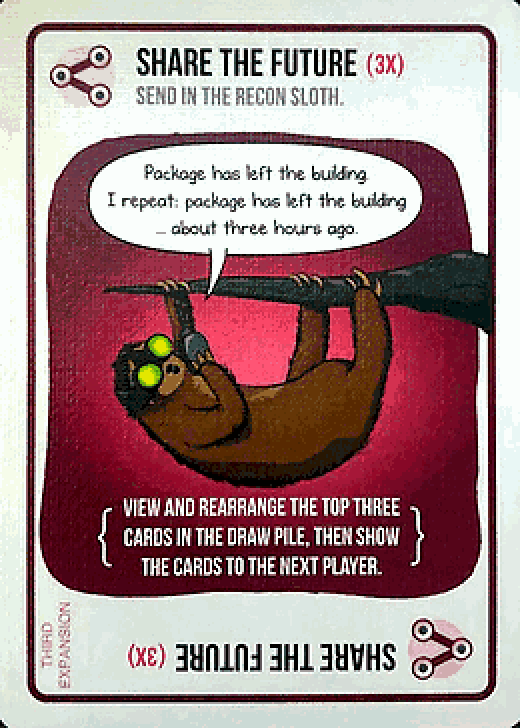 SHARE THE FUTURE (3X)
SEND IN THE RECON SLOTH.
Package has left the building.
I repeat: package has left the building
... about three hours ago.
VIEW AND REARRANGE THE TOP THREE
CARDS IN THE DRAW PILE, THEN SHOW
THE CARDS TO THE NEXT PLAYER.
THIRD
EXPANSION
SHARE THE FUTURE (3X)